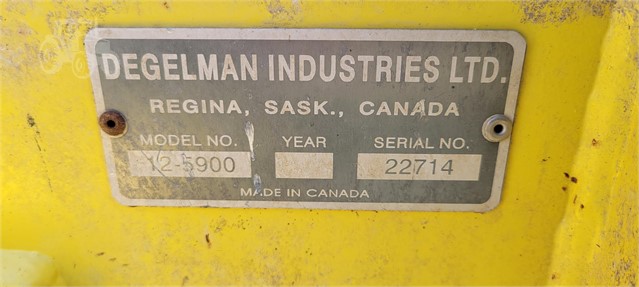 DEGELMAN INDUSTRIES LTD.
REGINA, SASK., CANADA
MODEL NO. YEAR SERIAL NO.
12-5900 22714
MADE IN CANADA